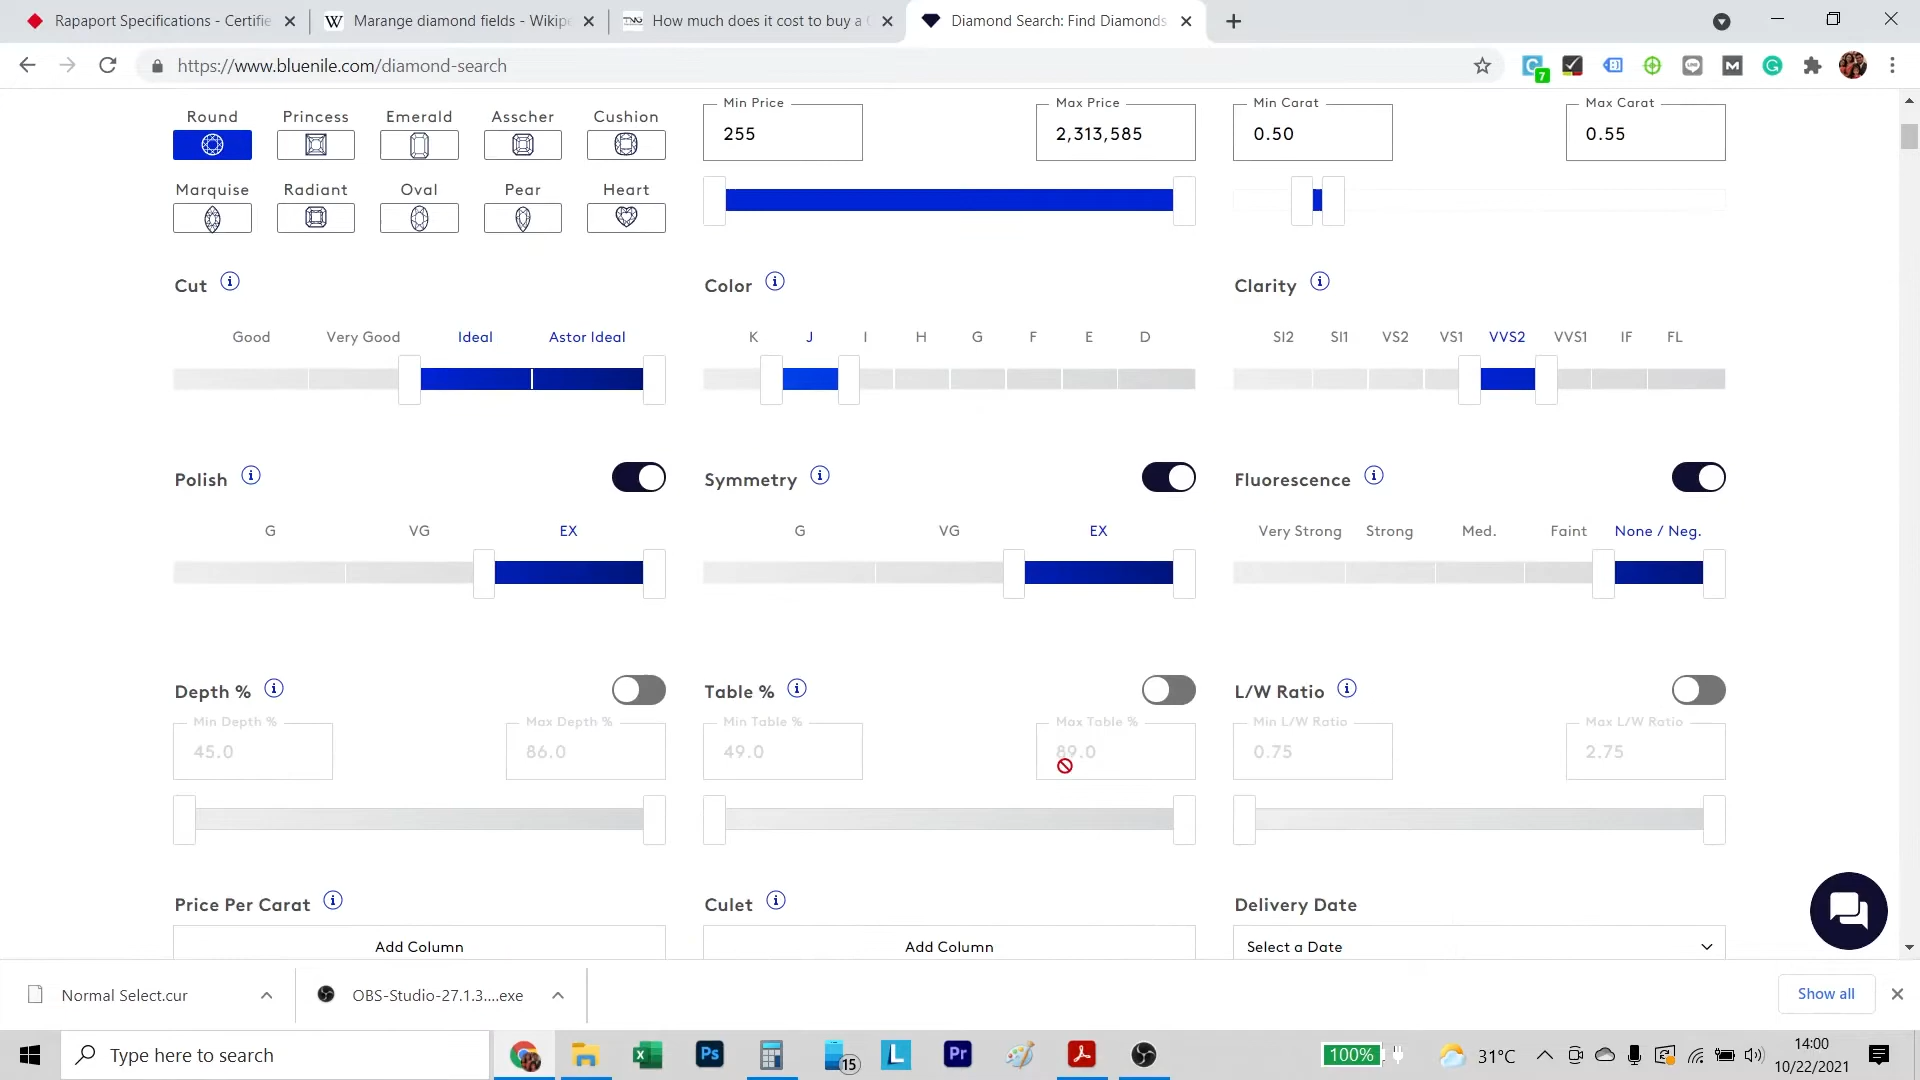 Rapaport Specifications - Certifie
Marange diamond fields - Wikipe
How much does it cost to buy a
Diamond Search: Find Diamonds
https://www.bluenile.com/diamond-search
7
Round Princess Emerald Asscher Cushion
Marquise Radiant Oval Pear Heart
Min Price
255
Max Price
2,313,585
Min Carat
0.50
Max Carat
0.55
Cut
Good Very Good Ideal Astor Ideal
Color
K J I H G F E D
Clarity
SI2 SI1 VS2 VS1 VVS2 VVS1 IF FL
Polish
G VG EX
Symmetry
G VG EX
Fluorescence
Very Strong Strong Med. Faint None / Neg.
Depth %
Min Depth %
45.0
Max Depth %
86.0
Table %
Min Table %
49.0
Max Table %
89.0
L/W Ratio
Min L/W Ratio
0.75
Max L/W Ratio
2.75
Price Per Carat
Add Column
Culet
Add Column
Delivery Date
Select a Date
Normal Select.cur
OBS-Studio-27.1.3....exe
Show all
Type here to search
Ps
15
L
Pr
100%
31°C
14:00
10/22/2021